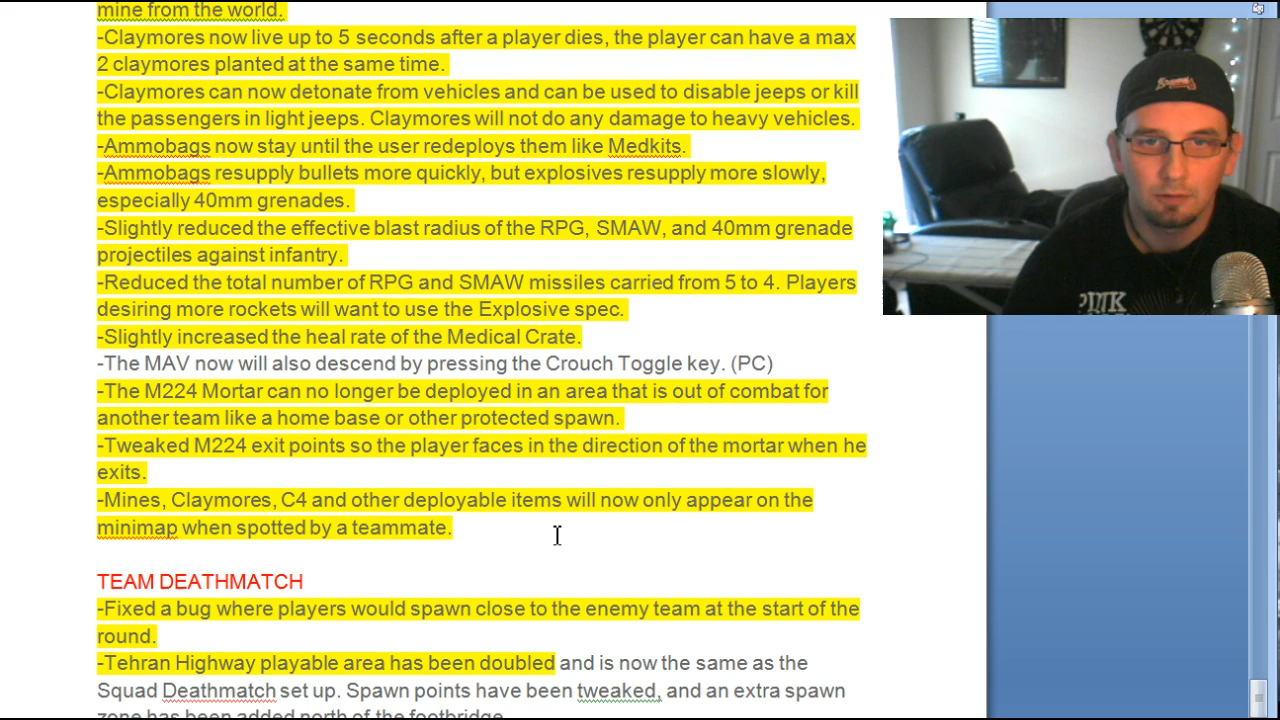 mine from the world.
-Claymores now live up to 5 seconds after a player dies, the player can have a max
2 claymores planted at the same time.
-Claymores can now detonate from vehicles and can be used to disable jeeps or kill
the passengers in light jeeps. Claymores will not do any damage to heavy vehicles.
-Ammobags now stay until the user redeploys them like Medkits.
-Ammobags resupply bullets more quickly, but explosives resupply more slowly,
especially 40mm grenades.
-Slightly reduced the effective blast radius of the RPG, SMAW, and 40mm grenade
projectiles against infantry.
-Reduced the total number of RPG and SMAW missiles carried from 5 to 4. Players
desiring more rockets will want to use the Explosive spec.
-Slightly increased the heal rate of the Medical Crate.
-The MAV now will also descend by pressing the Crouch Toggle key. (PC)
-The M224 Mortar can no longer be deployed in an area that is out of combat for
another team like a home base or other protected spawn.
-Tweaked M224 exit points so the player faces in the direction of the mortar when he
exits.
-Mines, Claymores, C4 and other deployable items will now only appear on the
minimap when spotted by a teammate.
TEAM DEATHMATCH
-Fixed a bug where players would spawn close to the enemy team at the start of the
round.
-Tehran Highway playable area has been doubled and is now the same as the
Squad Deathmatch set up. Spawn points have been tweaked, and an extra spawn
zone has been added north of the footbridge.